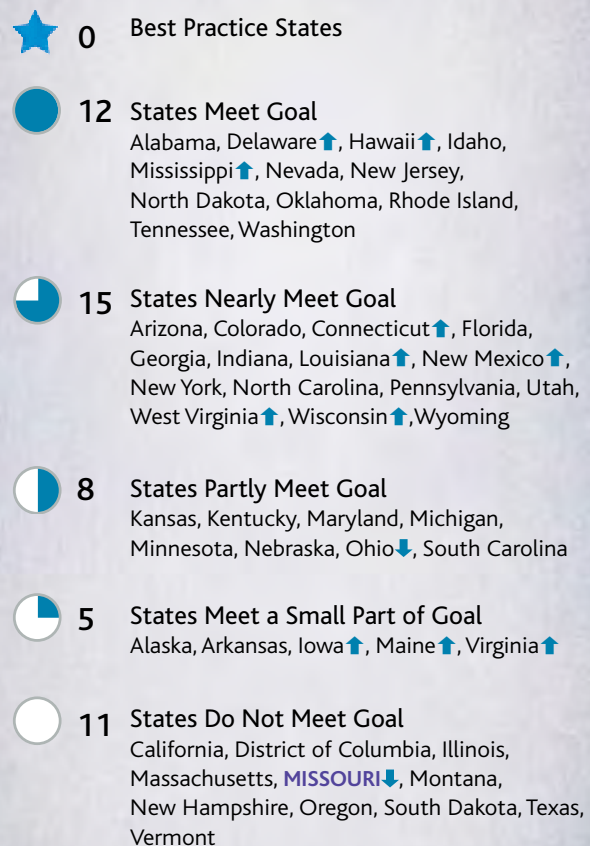 0 Best Practice States
12 States Meet Goal
Alabama, Delaware⬆, Hawaii⬆, Idaho,
Mississippi⬆, Nevada, New Jersey,
North Dakota, Oklahoma, Rhode Island,
Tennessee, Washington
15 States Nearly Meet Goal
Arizona, Colorado, Connecticut⬆, Florida,
Georgia, Indiana, Louisiana⬆, New Mexico⬆,
New York, North Carolina, Pennsylvania, Utah,
West Virginia⬆, Wisconsin⬆,Wyoming
8 States Partly Meet Goal
Kansas, Kentucky, Maryland, Michigan,
Minnesota, Nebraska, Ohio⬇, South Carolina
5 States Meet a Small Part of Goal
Alaska, Arkansas, Iowa⬆, Maine⬆, Virginia⬆
11 States Do Not Meet Goal
California, District of Columbia, Illinois,
Massachusetts, MISSOURI⬇, Montana,
New Hampshire, Oregon, South Dakota, Texas,
Vermont